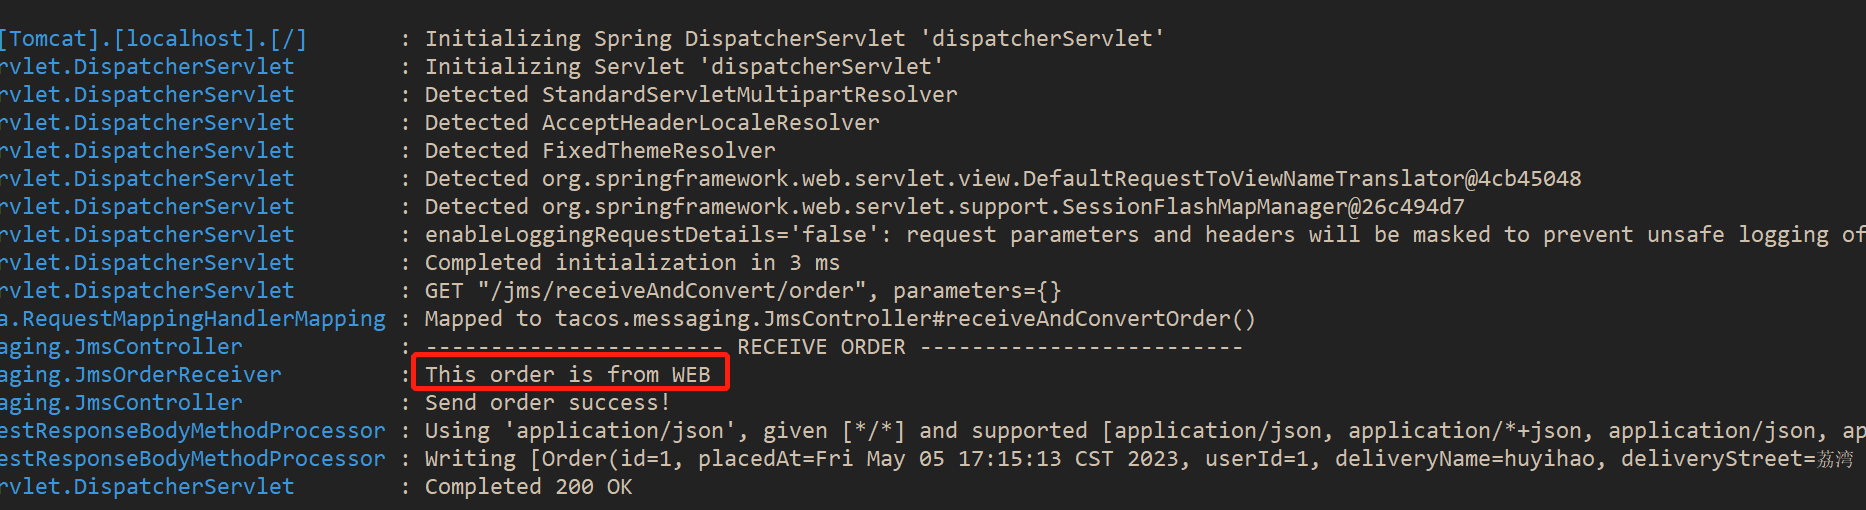 [Tomcat].[localhost].[/] : Initializing Spring DispatcherServlet 'dispatcherServlet'
rvlet.DispatcherServlet : Initializing Servlet 'dispatcherServlet'
rvlet.DispatcherServlet : Detected StandardServletMultipartResolver
rvlet.DispatcherServlet : Detected AcceptHeaderLocaleResolver
rvlet.DispatcherServlet : Detected FixedThemeResolver
rvlet.DispatcherServlet : Detected org.springframework.web.servlet.view.DefaultRequestToViewNameTranslator@4cb45048
rvlet.DispatcherServlet : Detected org.springframework.web.servlet.support.SessionFlashMapManager@26c494d7
rvlet.DispatcherServlet : enableLoggingRequestDetails='false': request parameters and headers will be masked to prevent unsafe logging of
rvlet.DispatcherServlet : Completed initialization in 3 ms
rvlet.DispatcherServlet : GET "/jms/receiveAndConvert/order", parameters={}
a.RequestMappingHandlerMapping : Mapped to tacos.messaging.JmsController#receiveAndConvertOrder()
aging.JmsController : ----------------------- RECEIVE ORDER -------------------------
aging.JmsOrderReceiver : This order is from WEB
aging.JmsController : Send order success!
estResponseBodyMethodProcessor : Using 'application/json', given [*/*] and supported [application/json, application/*+json, application/json, ap
estResponseBodyMethodProcessor : Writing [Order(id=1, placedAt=Fri May 05 17:15:13 CST 2023, userId=1, deliveryName=huyihao, deliveryStreet=荔湾
rvlet.DispatcherServlet : Completed 200 OK